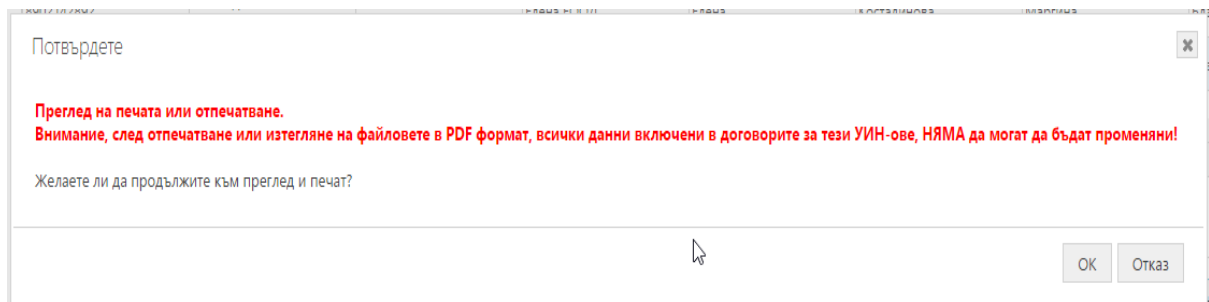 Потвърдете
Преглед на печата или отпечатване.
Внимание, след отпечатване или изтегляне на файловете в PDF формат, всички данни включени в договорите за тези УИН-ове, НЯМА да могат да бъдат променяни!
Желаете ли да продължите към преглед и печат?
OK Отказ